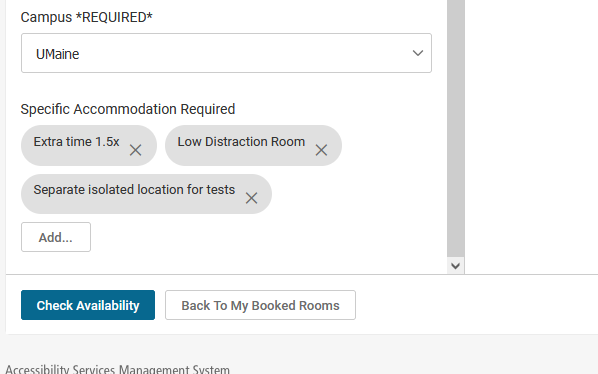 Campus *REQUIRED*
UMaine
Specific Accommodation Required
Extra time 1.5x
Low Distraction Room
Separate isolated location for tests
Add...
Check Availability
Back To My Booked Rooms
Accessibility Services Management System